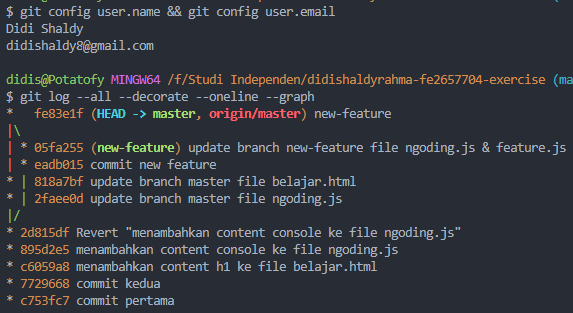 $ git config user.name && git config user.email
Didi Shaldy
didishaldy8@gmail.com
didis@Potatofy MINGW64 /f/Studi Independen/didishaldyrahma-fe2657704-exercise (ma
$ git log --all --decorate --oneline --graph
*   fe83e1f (HEAD -> master, origin/master) new-feature
|\
| * 05fa255 (new-feature) update branch new-feature file ngoding.js & feature.js
| * eadb015 commit new feature
* | 818a7bf update branch master file belajar.html
* | 2faee0d update branch master file ngoding.js
|/
* 2d815df Revert "menambahkan content console ke file ngoding.js"
* 895d2e5 menambahkan content console ke file ngoding.js
* c6059a8 menambahkan content h1 ke file belajar.html
* 7729668 commit kedua
* c753fc7 commit pertama